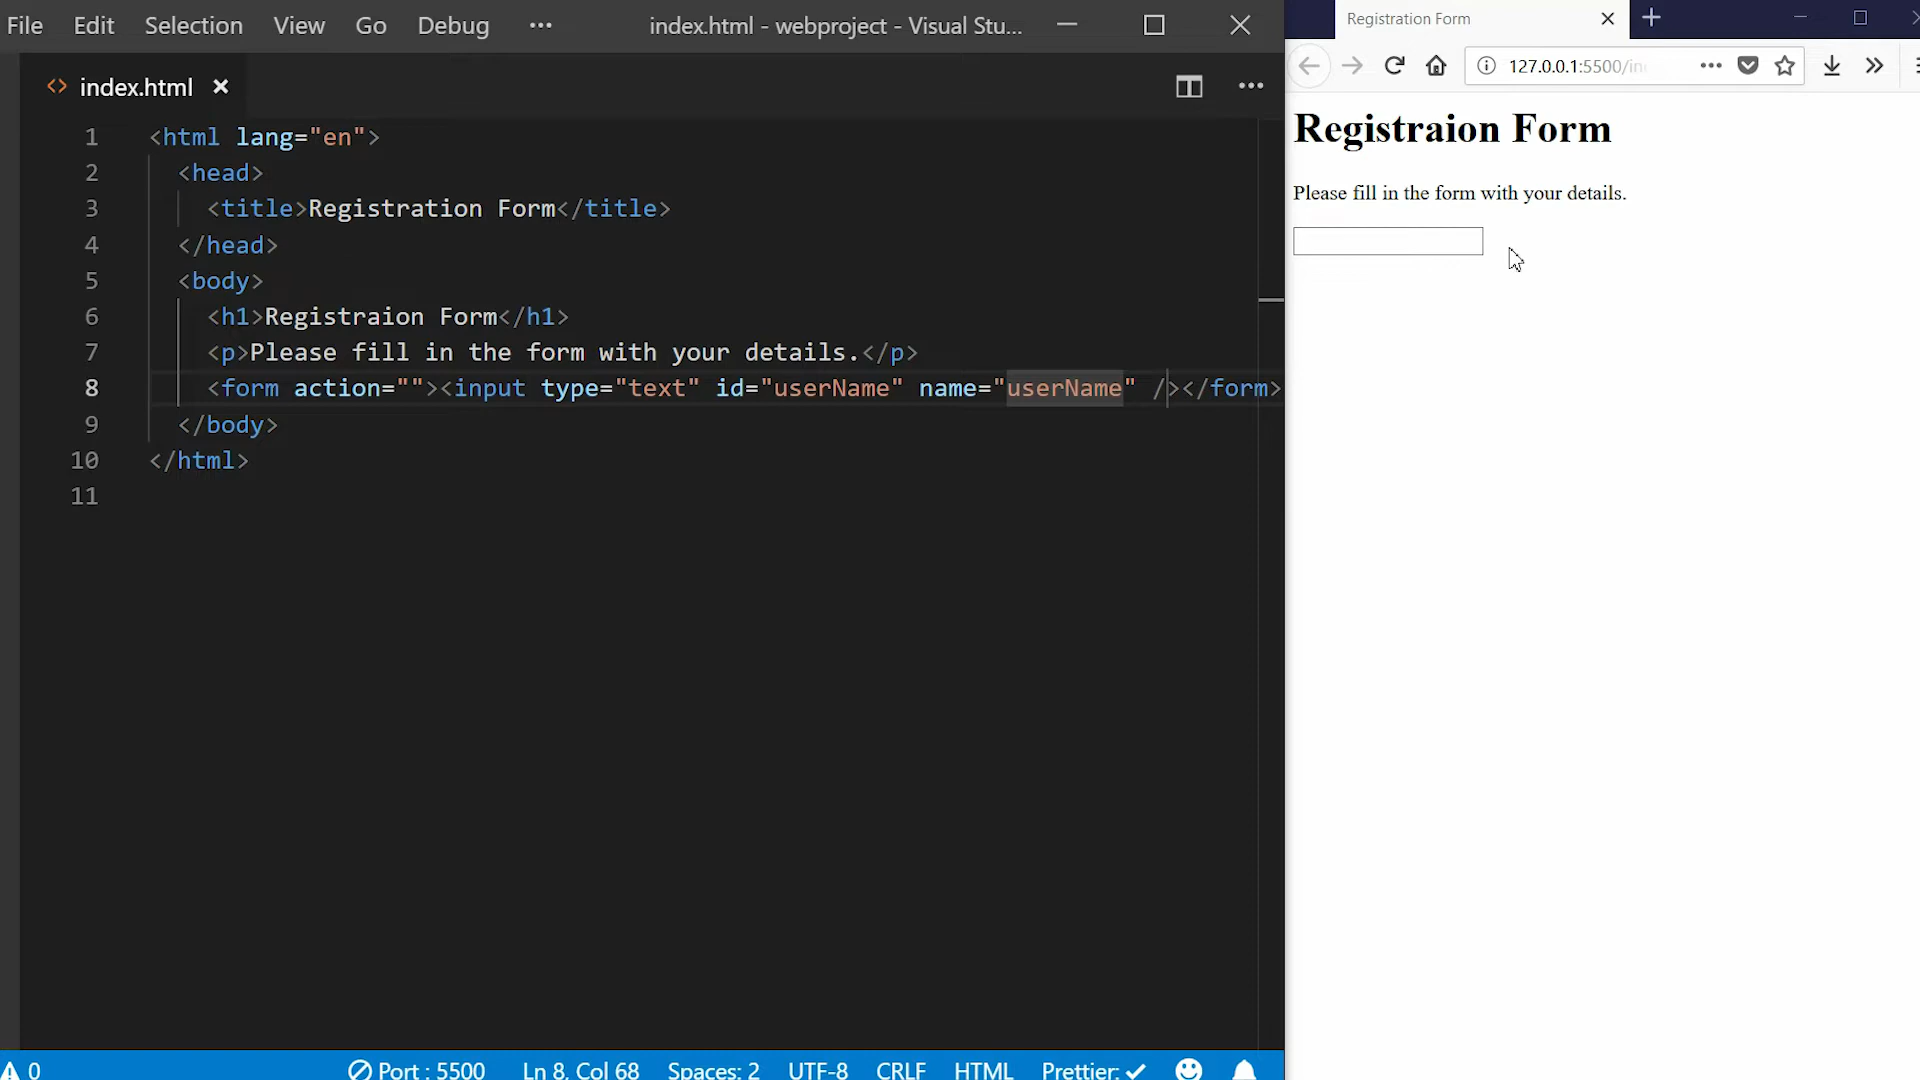 File Edit Selection View Go Debug ··· index.html - webproject - Visual Stu...
index.html
1 <html lang="en">
2 <head>
3 <title>Registration Form</title>
4 </head>
5 <body>
6 <h1>Registraion Form</h1>
7 <p>Please fill in the form with your details.</p>
8 <form action=""><input type="text" id="userName" name="userName" /></form>
9 </body>
10 </html>
11
0 Port : 5500 Ln 8, Col 68 Spaces: 2 UTF-8 CRLF HTML Prettier: ✓
Registration Form
127.0.0.1:5500/in
Registraion Form
Please fill in the form with your details.